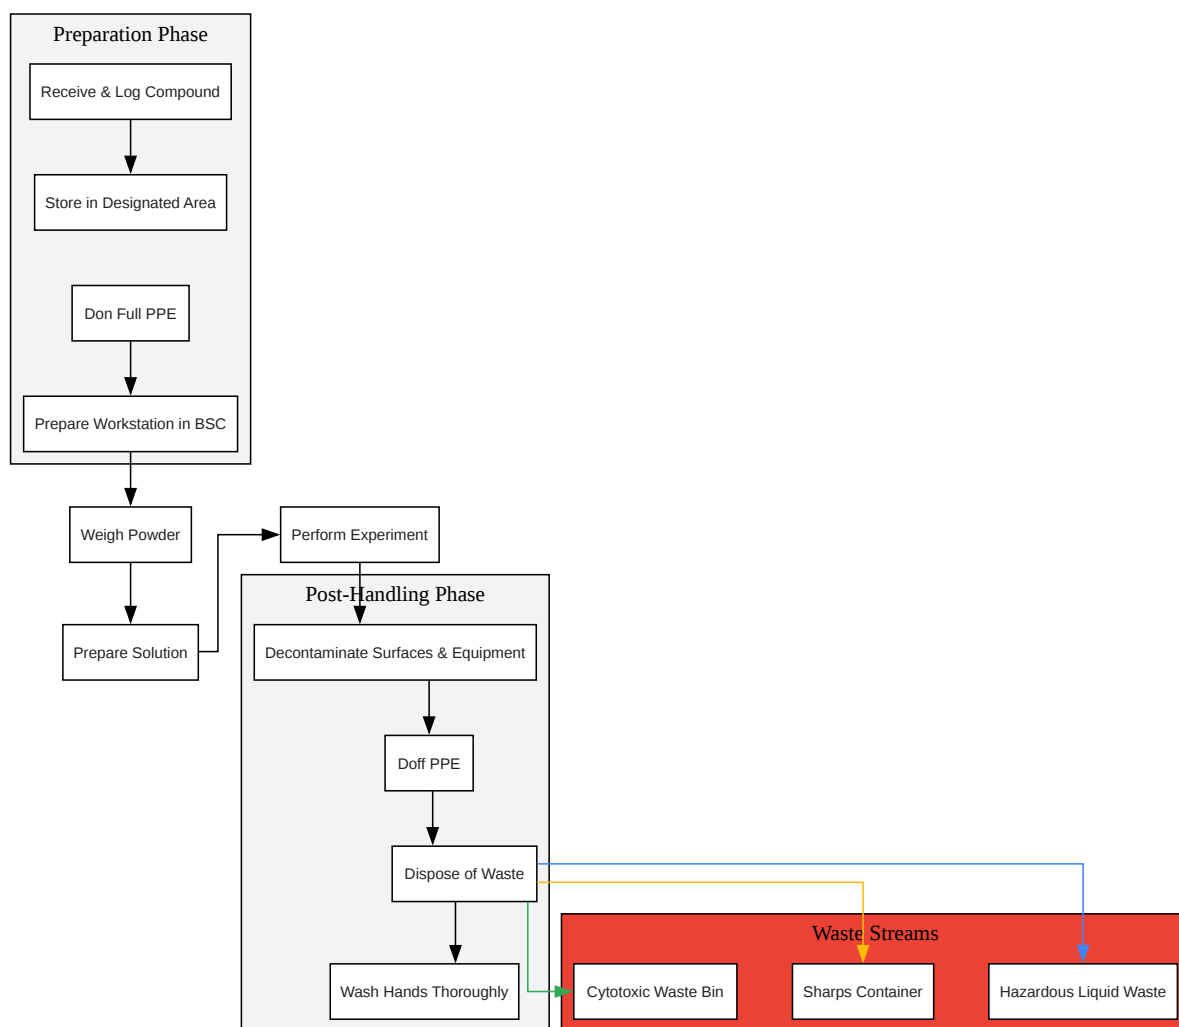 Preparation Phase
Receive & Log Compound
Store in Designated Area
Don Full PPE
Prepare Workstation in BSC
Weigh Powder
Perform Experiment
Post-Handling Phase
Prepare Solution
Decontaminate Surfaces & Equipment
Doff PPE
Dispose of Waste
Waste Streams
Wash Hands Thoroughly
Cytotoxic Waste Bin
Sharps Container
Hazardous Liquid Waste